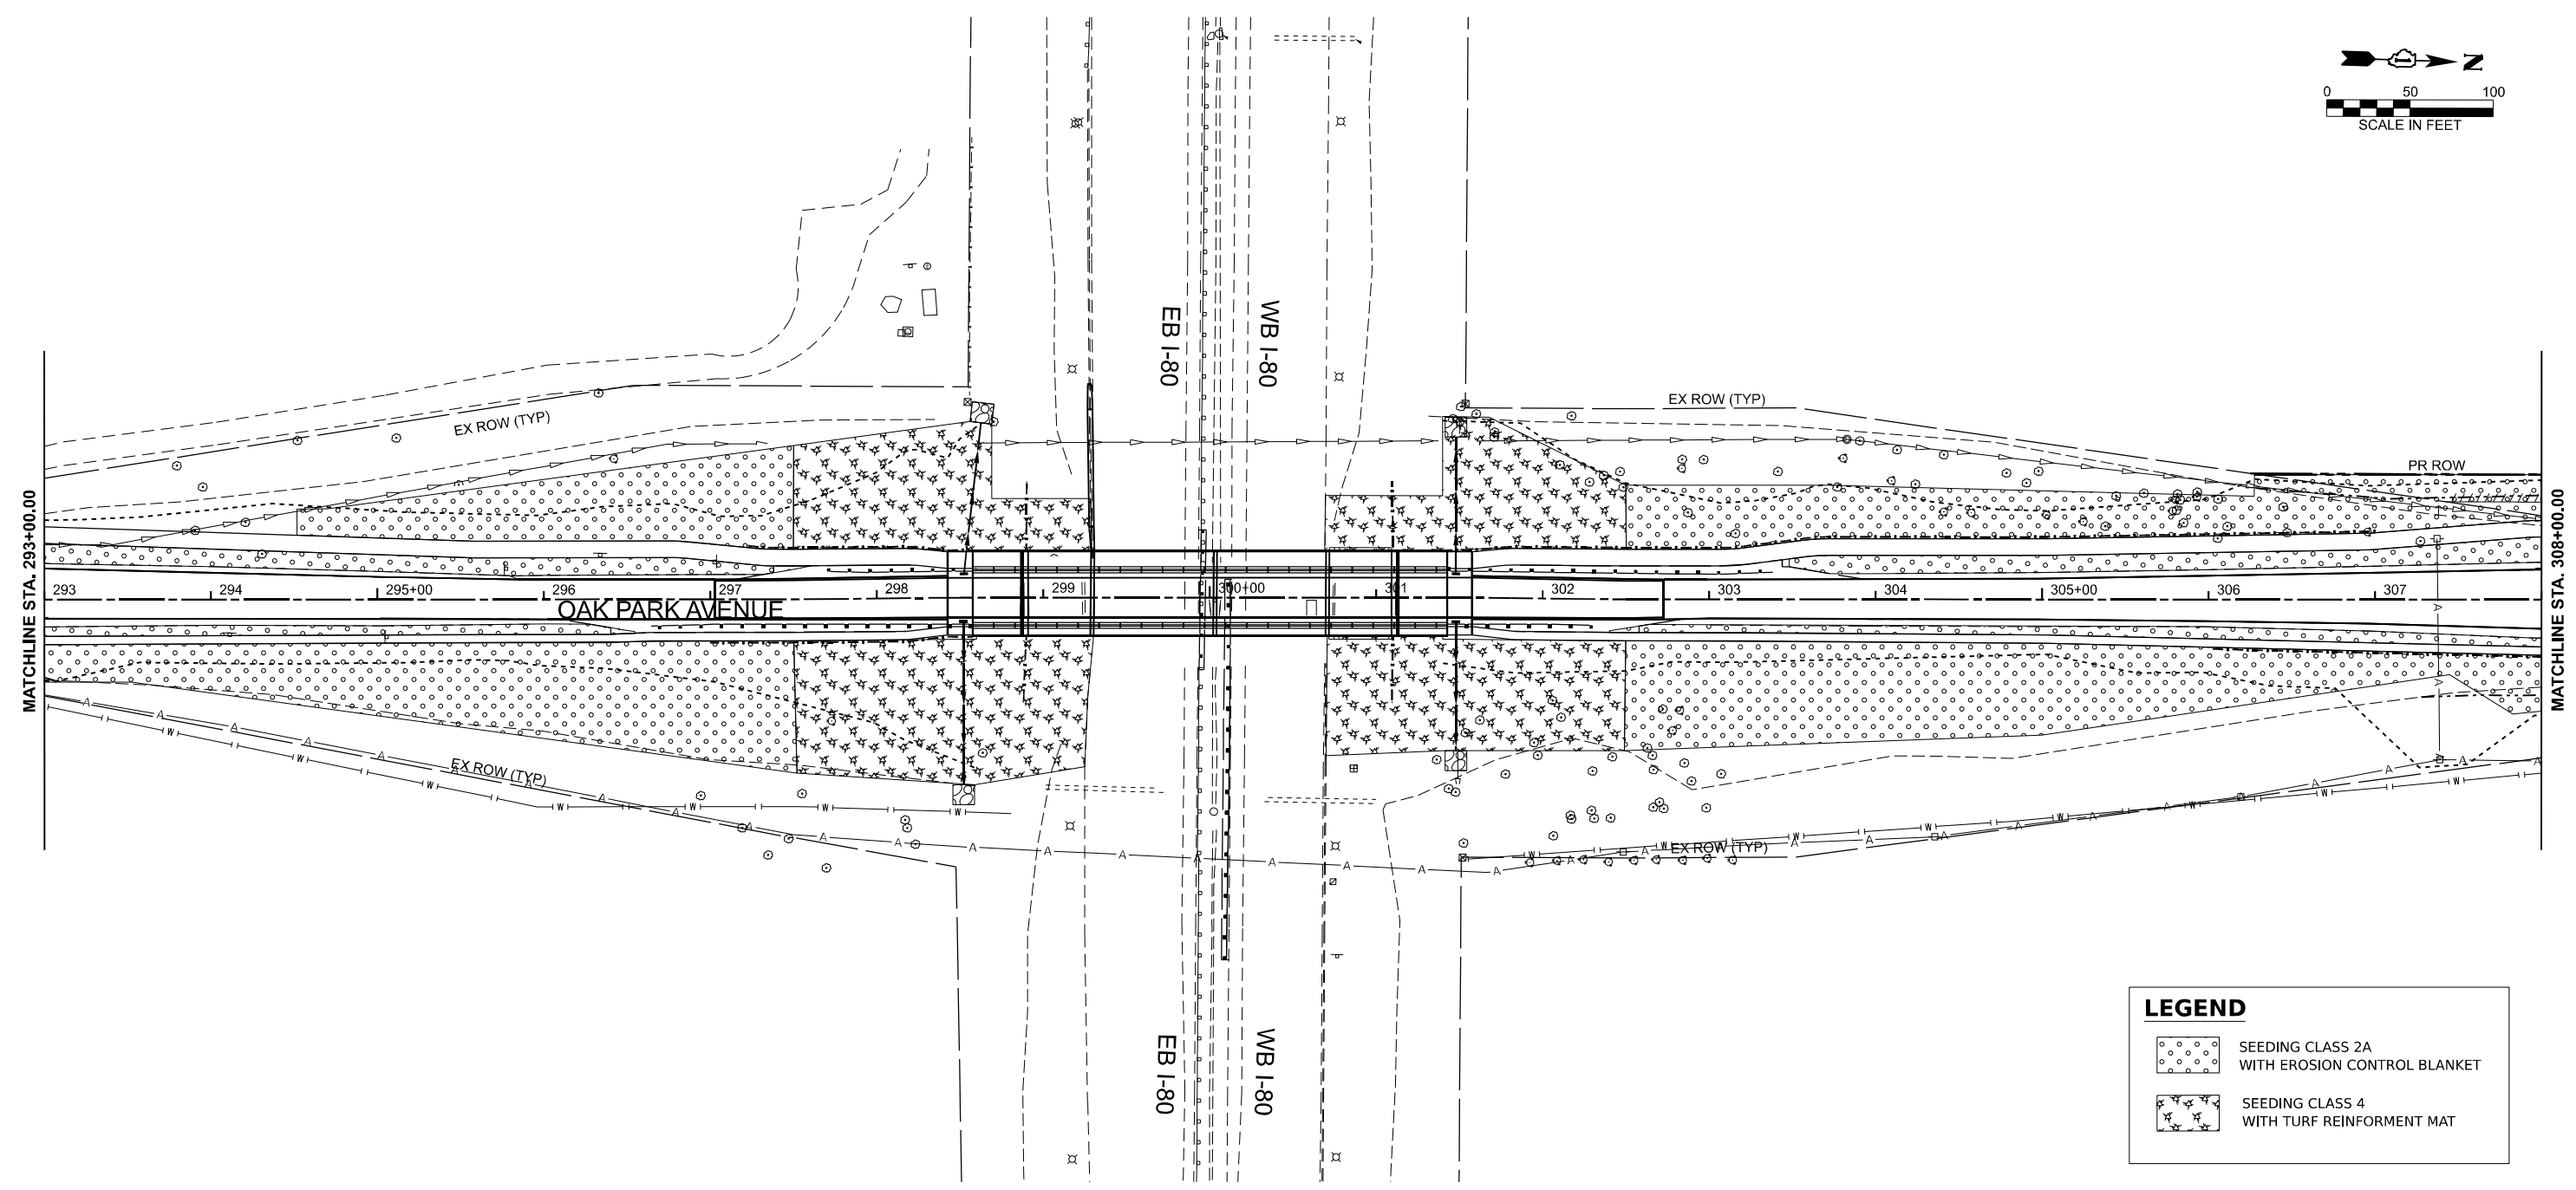 N
0 50 100
SCALE IN FEET
EB I-80
WB I-80
EX ROW (TYP)
EX ROW (TYP)
PR ROW
MATCHLINE STA. 293+00.00
MATCHLINE STA. 308+00.00
293 294 295+00 296 297 298 299 300+00 301 302 303 304 305+00 306 307
OAK PARK AVENUE
EX ROW (TYP)
EX ROW (TYP)
EB I-80
WB I-80
LEGEND
SEEDING CLASS 2A
WITH EROSION CONTROL BLANKET
SEEDING CLASS 4
WITH TURF REINFORMENT MAT